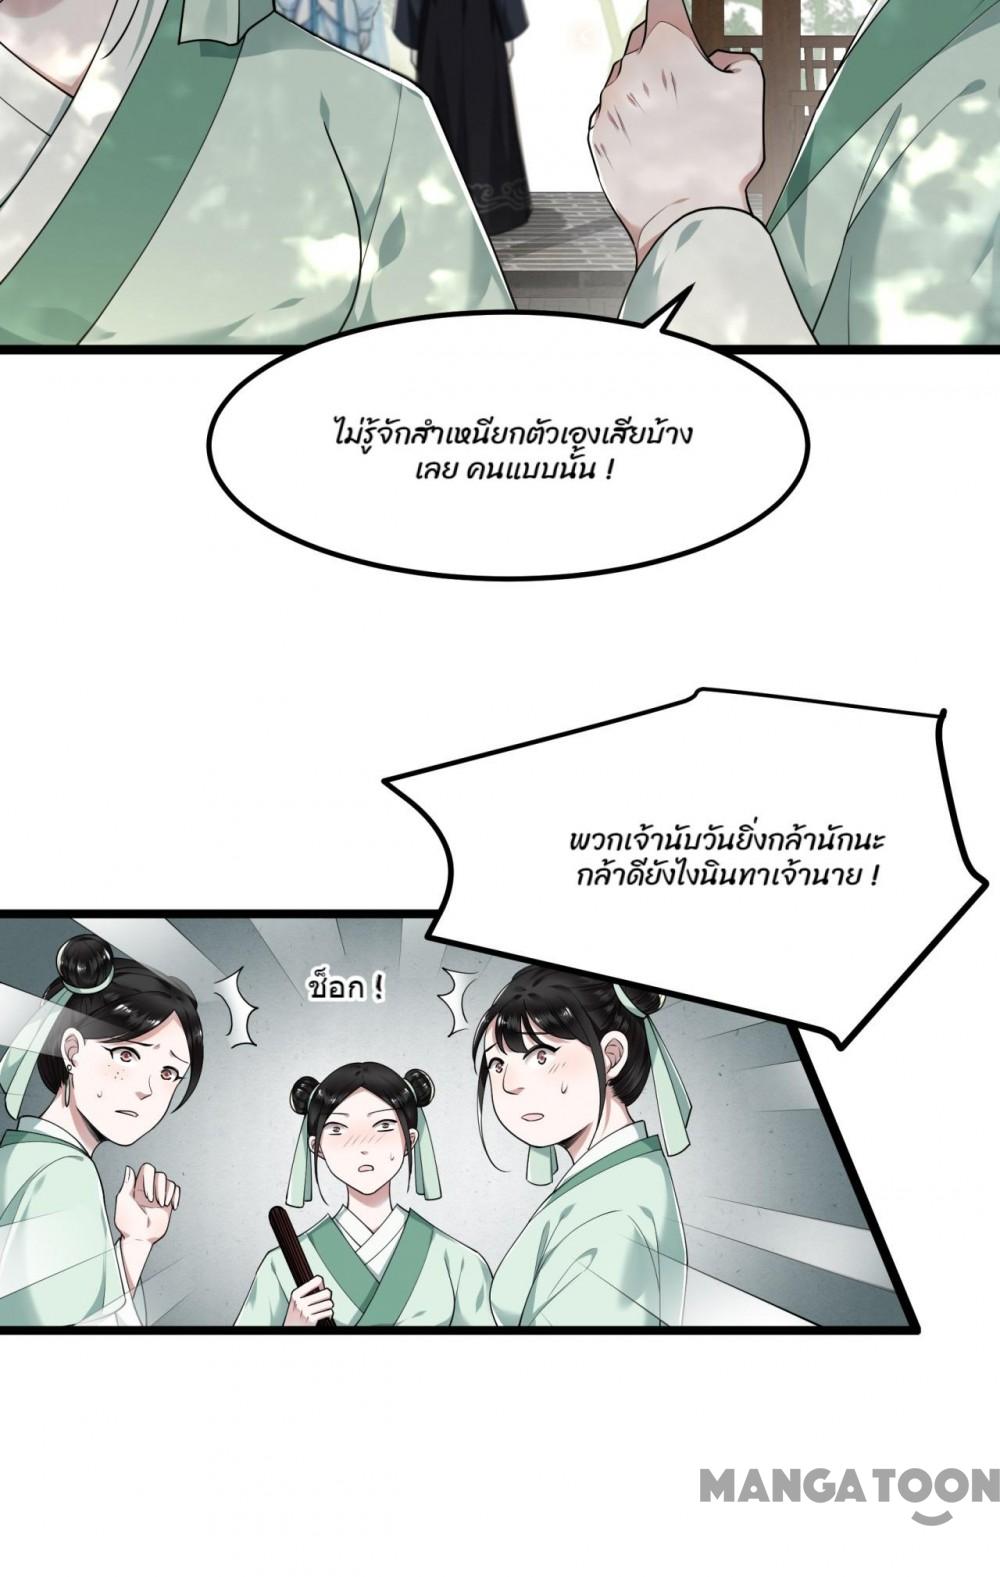 ไม่รู้จักสำเหนียกตัวเองเสียบ้าง
เลย คนแบบนั้น !
พวกเจ้านับวันยิ่งกล้านักนะ
กล้าดียังไงนินทาเจ้านาย !
ช็อก !
MANGATOON